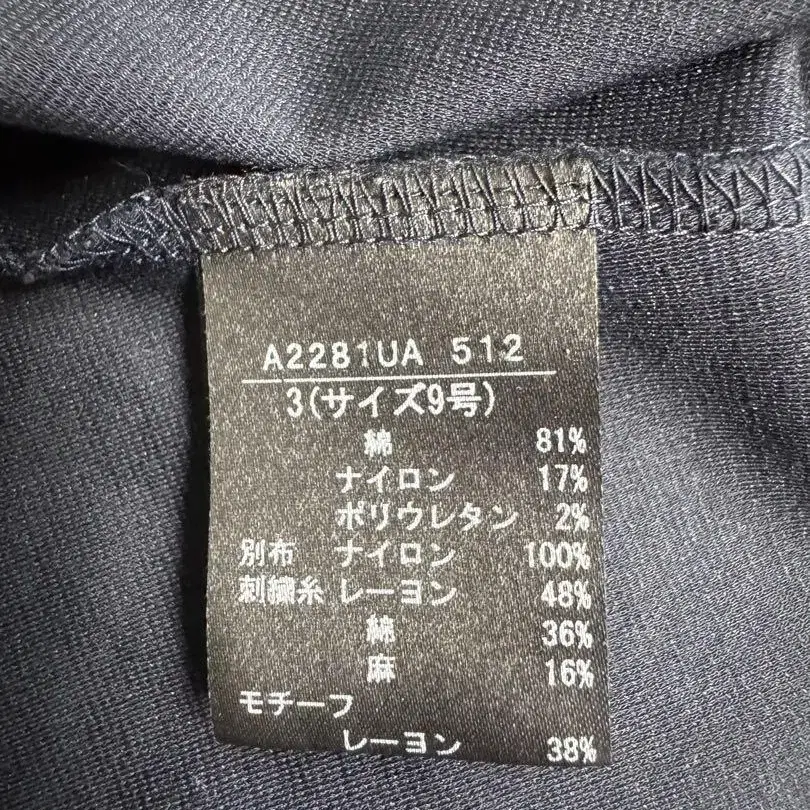 A2281UA 512
3(サイズ9号)
綿 81%
ナイロン 17%
ポリウレタン 2%
別布 ナイロン 100%
刺繍糸 レーヨン 48%
綿 36%
麻 16%
モチーフ
レーヨン 38%